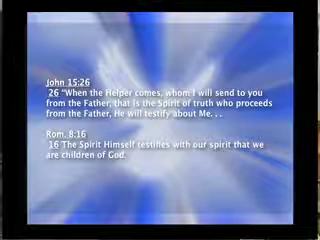 John 15:26
26 "When the Helper comes, whom I will send to you
from the Father, that is the Spirit of truth who proceeds
from the Father, He will testify about Me. . .
Rom. 8:16
16 The Spirit Himself testifies with our spirit that we
are children of God.